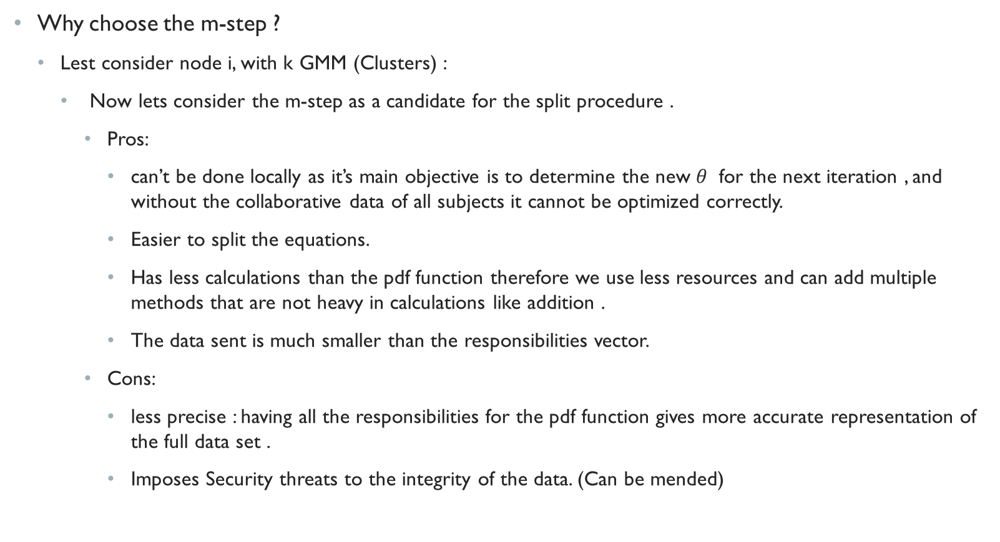 • Why choose the m-step ?
• Lest consider node i, with k GMM (Clusters) :
• Now lets consider the m-step as a candidate for the split procedure .
• Pros:
• can’t be done locally as it’s main objective is to determine the new θ for the next iteration , and
without the collaborative data of all subjects it cannot be optimized correctly.
• Easier to split the equations.
• Has less calculations than the pdf function therefore we use less resources and can add multiple
methods that are not heavy in calculations like addition .
• The data sent is much smaller than the responsibilities vector.
• Cons:
• less precise : having all the responsibilities for the pdf function gives more accurate representation of
the full data set .
• Imposes Security threats to the integrity of the data. (Can be mended)